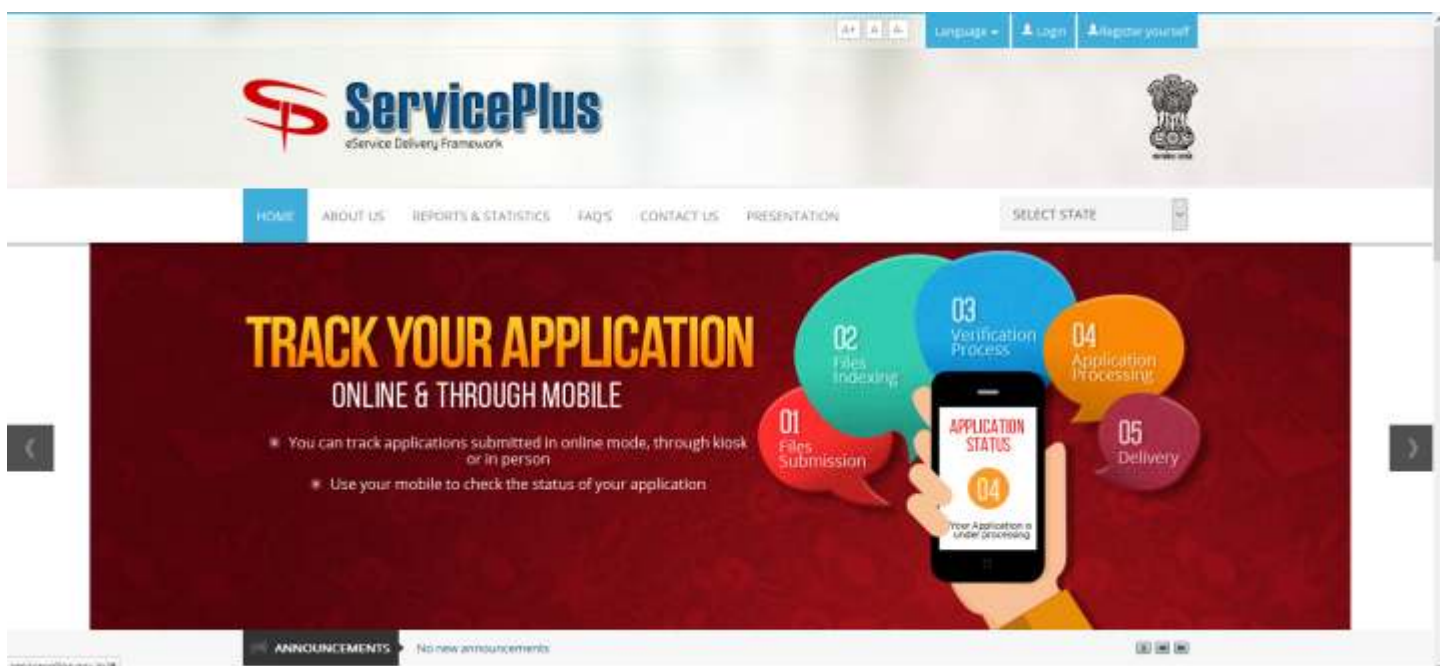 A+ A A- Language Login Register yourself
ServicePlus
eService Delivery Framework
HOME ABOUT US REPORTS & STATISTICS FAQ'S CONTACT US PRESENTATION SELECT STATE
TRACK YOUR APPLICATION
ONLINE & THROUGH MOBILE
You can track applications submitted in online mode, through kiosk
or in person
Use your mobile to check the status of your application
01
Files
Submission
02
Files
Indexing
03
Verification
Process
04
Application
Processing
05
Delivery
APPLICATION
STATUS
04
Your Application is
under processing
ANNOUNCEMENTS No new announcements